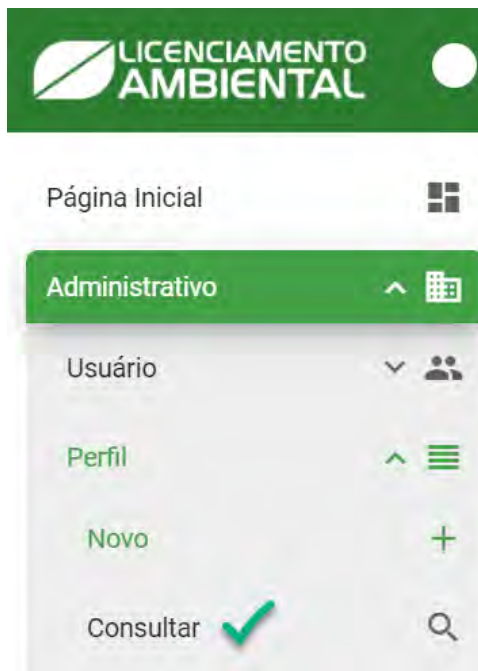 LICENCIAMENTO
AMBIENTAL
Página Inicial
Administrativo
Usuário
Perfil
Novo
Consultar